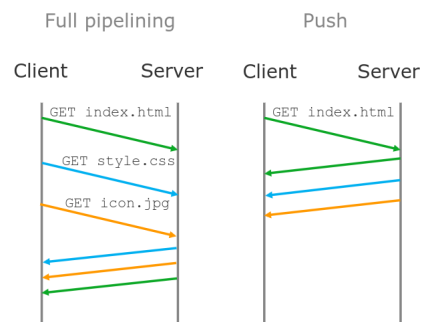 Full pipelining
Push
Client
Server
Client
Server
GET index.html
GET index.html
GET style.css
GET icon.jpg